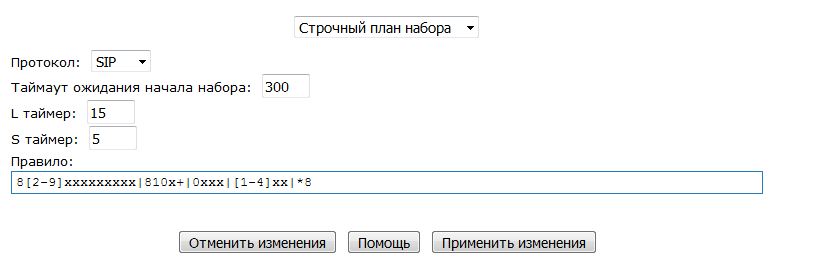 Строчный план набора
Протокол: SIP
Таймаут ожидания начала набора: 300
L таймер: 15
S таймер: 5
Правило:
8[2-9]xxxxxxxxx|810x+|0xxx|[1-4]xx|*8
Отменить изменения Помощь Применить изменения